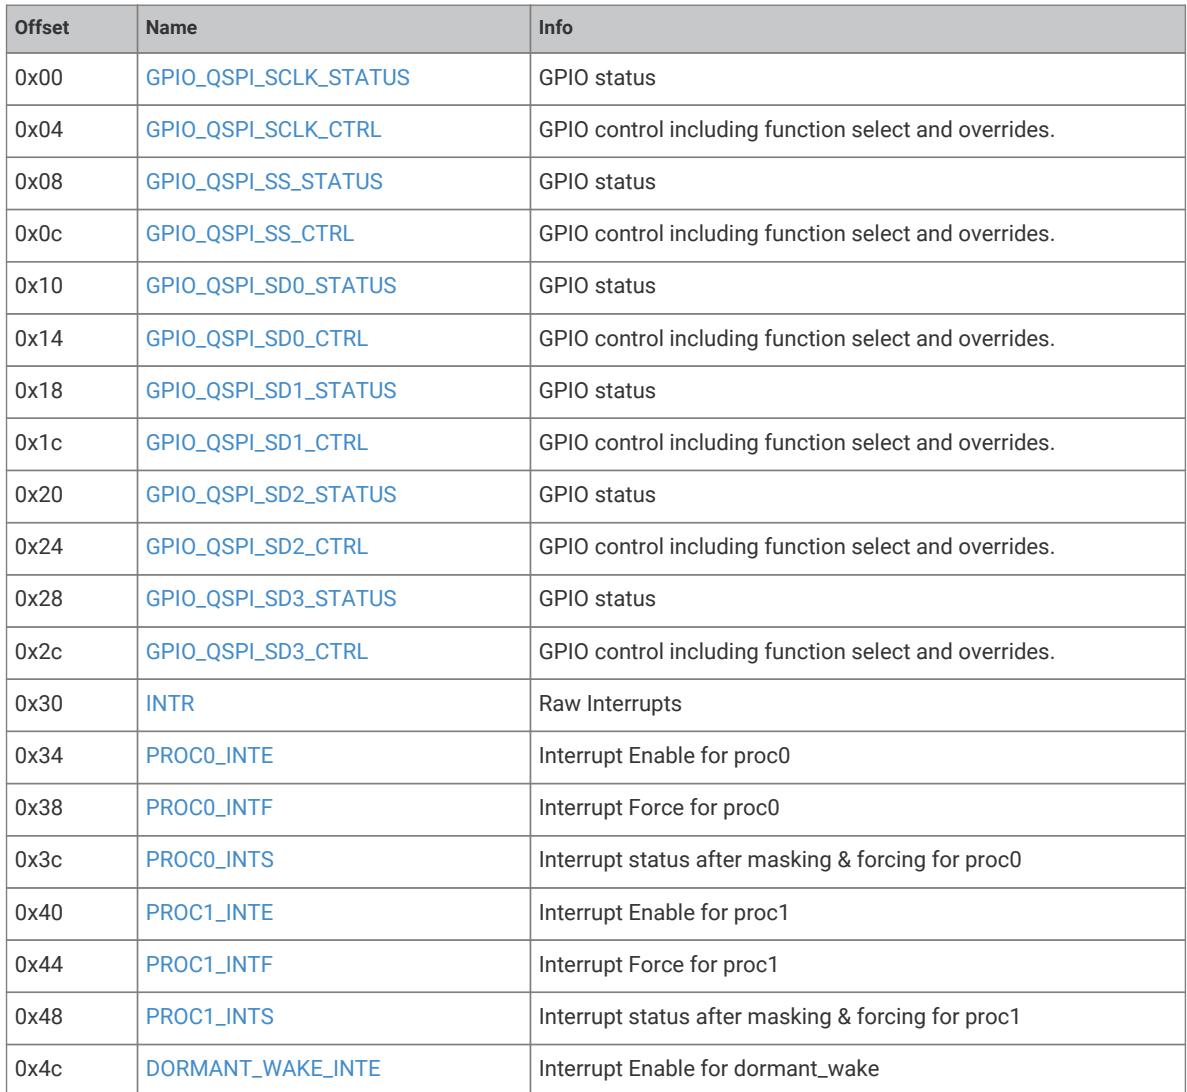 Offset Name Info
0x00 GPIO_QSPI_SCLK_STATUS GPIO status
0x04 GPIO_QSPI_SCLK_CTRL GPIO control including function select and overrides.
0x08 GPIO_QSPI_SS_STATUS GPIO status
0x0c GPIO_QSPI_SS_CTRL GPIO control including function select and overrides.
0x10 GPIO_QSPI_SD0_STATUS GPIO status
0x14 GPIO_QSPI_SD0_CTRL GPIO control including function select and overrides.
0x18 GPIO_QSPI_SD1_STATUS GPIO status
0x1c GPIO_QSPI_SD1_CTRL GPIO control including function select and overrides.
0x20 GPIO_QSPI_SD2_STATUS GPIO status
0x24 GPIO_QSPI_SD2_CTRL GPIO control including function select and overrides.
0x28 GPIO_QSPI_SD3_STATUS GPIO status
0x2c GPIO_QSPI_SD3_CTRL GPIO control including function select and overrides.
0x30 INTR Raw Interrupts
0x34 PROC0_INTE Interrupt Enable for proc0
0x38 PROC0_INTF Interrupt Force for proc0
0x3c PROC0_INTS Interrupt status after masking & forcing for proc0
0x40 PROC1_INTE Interrupt Enable for proc1
0x44 PROC1_INTF Interrupt Force for proc1
0x48 PROC1_INTS Interrupt status after masking & forcing for proc1
0x4c DORMANT_WAKE_INTE Interrupt Enable for dormant_wake